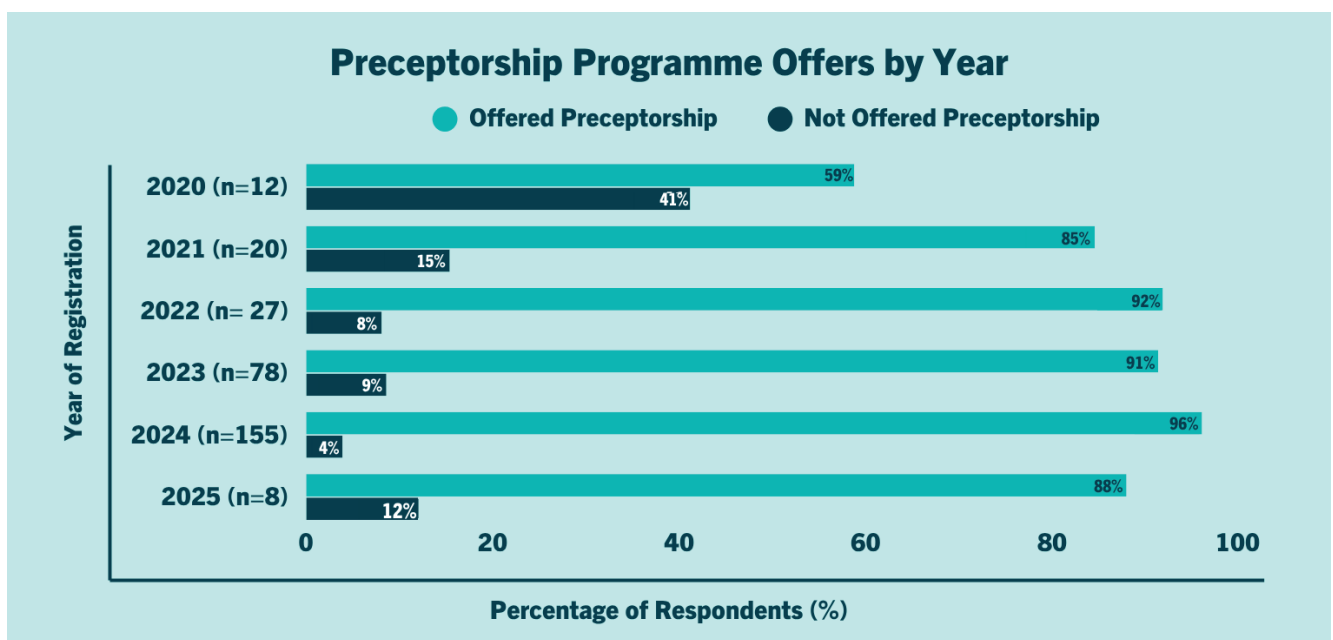 Preceptorship Programme Offers by Year
Offered Preceptorship
Not Offered Preceptorship
Year of Registration
2020 (n=12)
59%
41%
2021 (n=20)
85%
15%
2022 (n= 27)
92%
8%
2023 (n=78)
91%
9%
2024 (n=155)
96%
4%
2025 (n=8)
88%
12%
0 20 40 60 80 100
Percentage of Respondents (%)